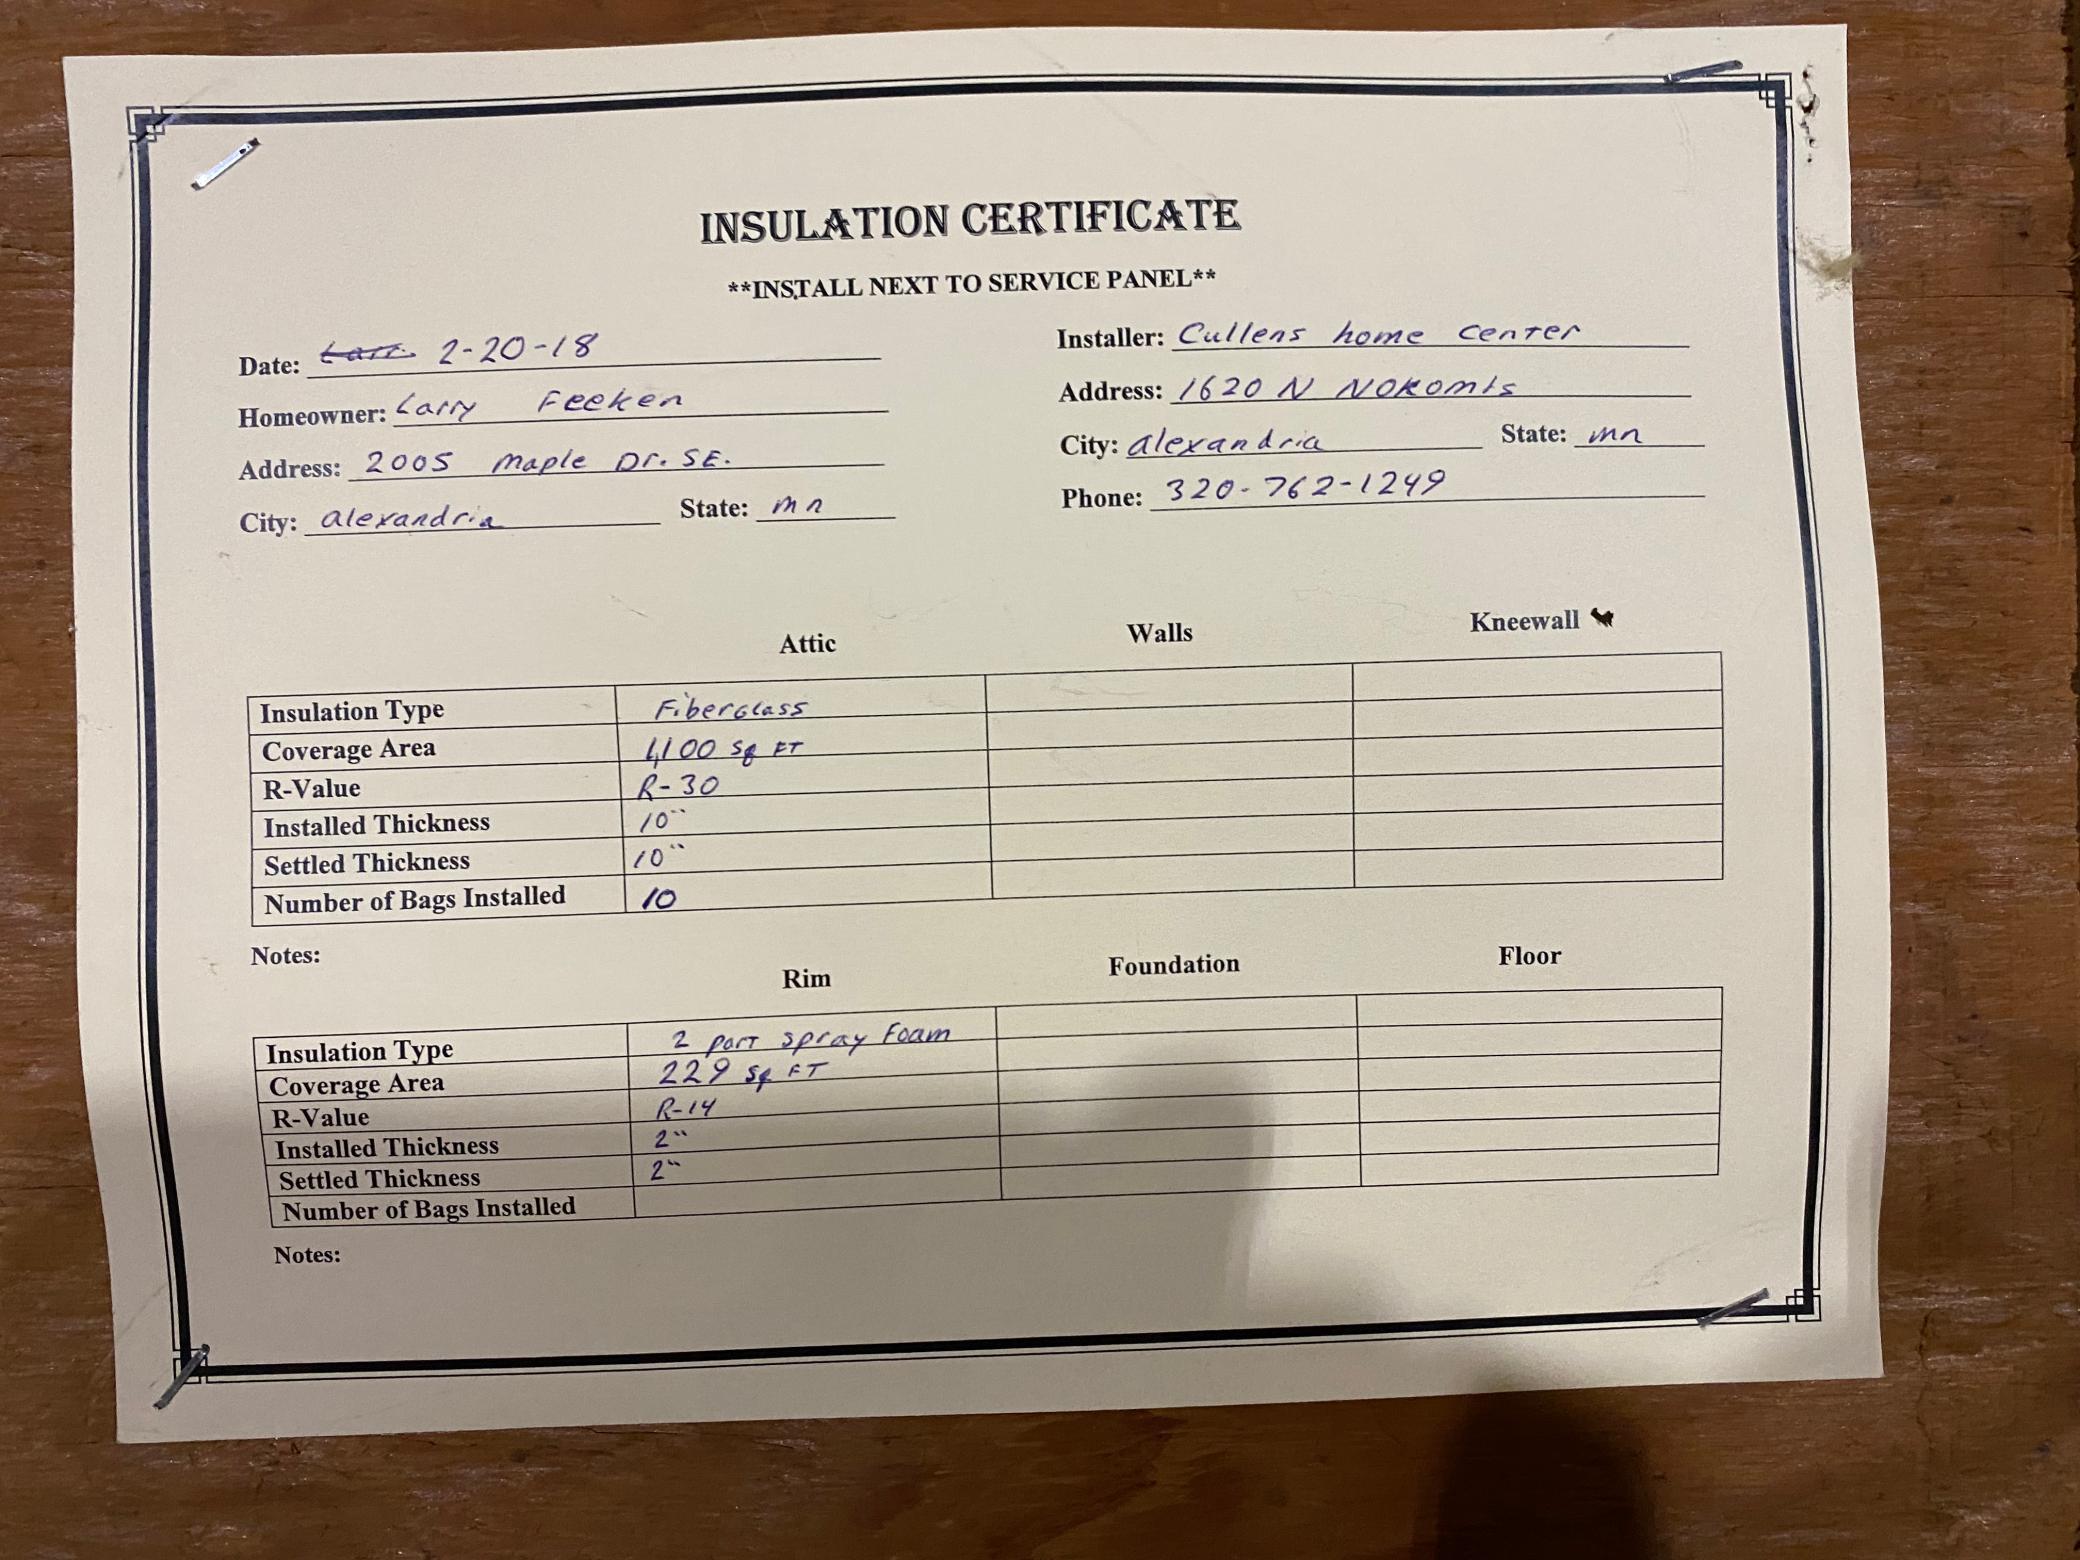 INSULATION CERTIFICATE
**INSTALL NEXT TO SERVICE PANEL**
Date: 2-20-18
Homeowner: Larry Feeken
Address: 2005 Maple Dr. SE.
City: Alexandria State: mn
Installer: Cullens home center
Address: 1620 N Nokomis
City: Alexandria State: mn
Phone: 320-762-1249
Attic Walls Kneewall
Insulation Type Fiberglass
Coverage Area 1,100 Sq FT
R-Value R-30
Installed Thickness 10"
Settled Thickness 10"
Number of Bags Installed 10
Notes:
Rim Foundation Floor
Insulation Type 2 part spray Foam
Coverage Area 229 Sq FT
R-Value R-14
Installed Thickness 2"
Settled Thickness 2"
Number of Bags Installed
Notes: